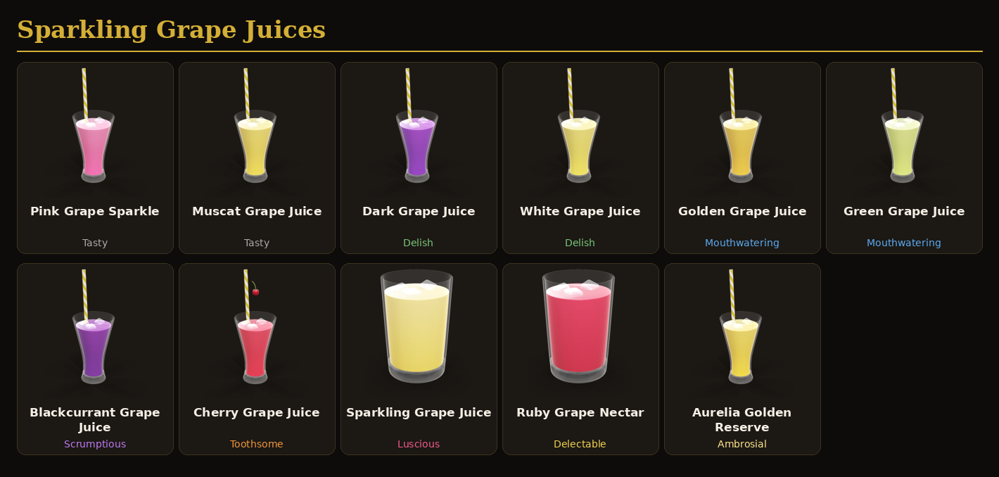 Sparkling Grape Juices
Pink Grape Sparkle
Tasty
Muscat Grape Juice
Tasty
Dark Grape Juice
Delish
White Grape Juice
Delish
Golden Grape Juice
Mouthwatering
Green Grape Juice
Mouthwatering
Blackcurrant Grape
Juice
Scrumptious
Cherry Grape Juice
Toothsome
Sparkling Grape Juice
Luscious
Ruby Grape Nectar
Delectable
Aurelia Golden
Reserve
Ambrosial